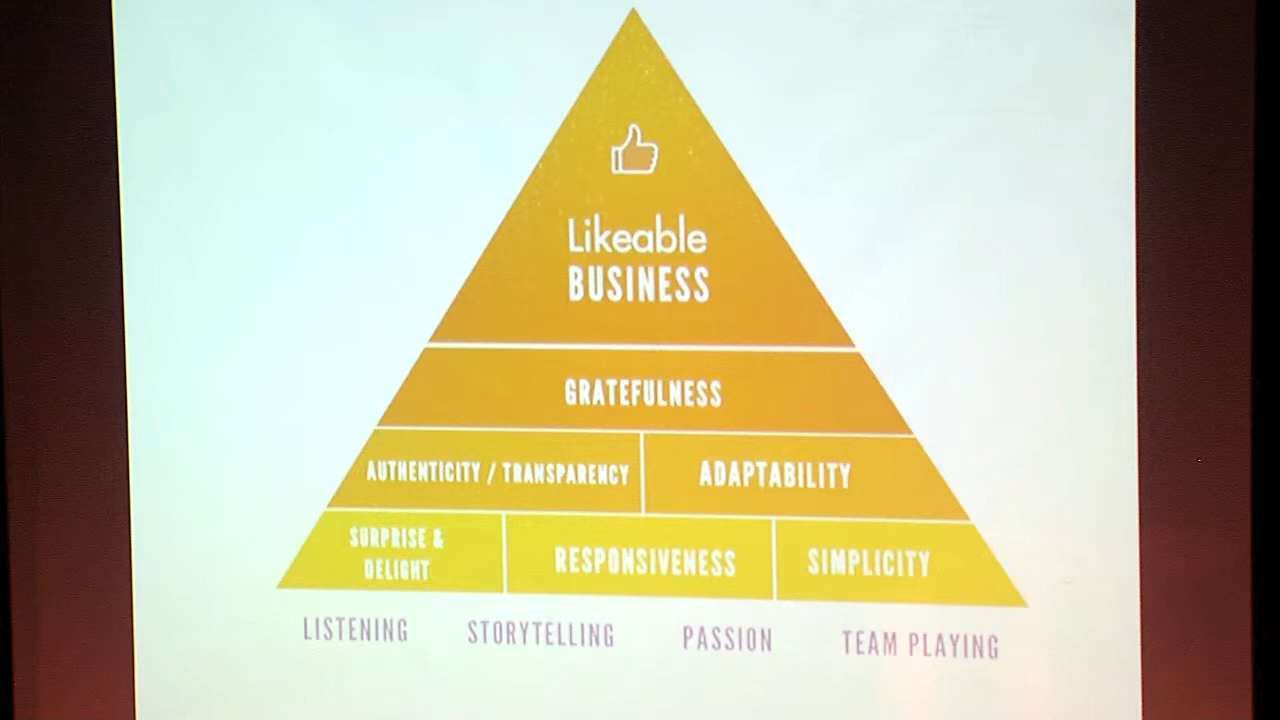 Likeable
BUSINESS
GRATEFULNESS
AUTHENTICITY / TRANSPARENCY
ADAPTABILITY
SURPRISE &
DELIGHT
RESPONSIVENESS
SIMPLICITY
LISTENING
STORYTELLING
PASSION
TEAM PLAYING